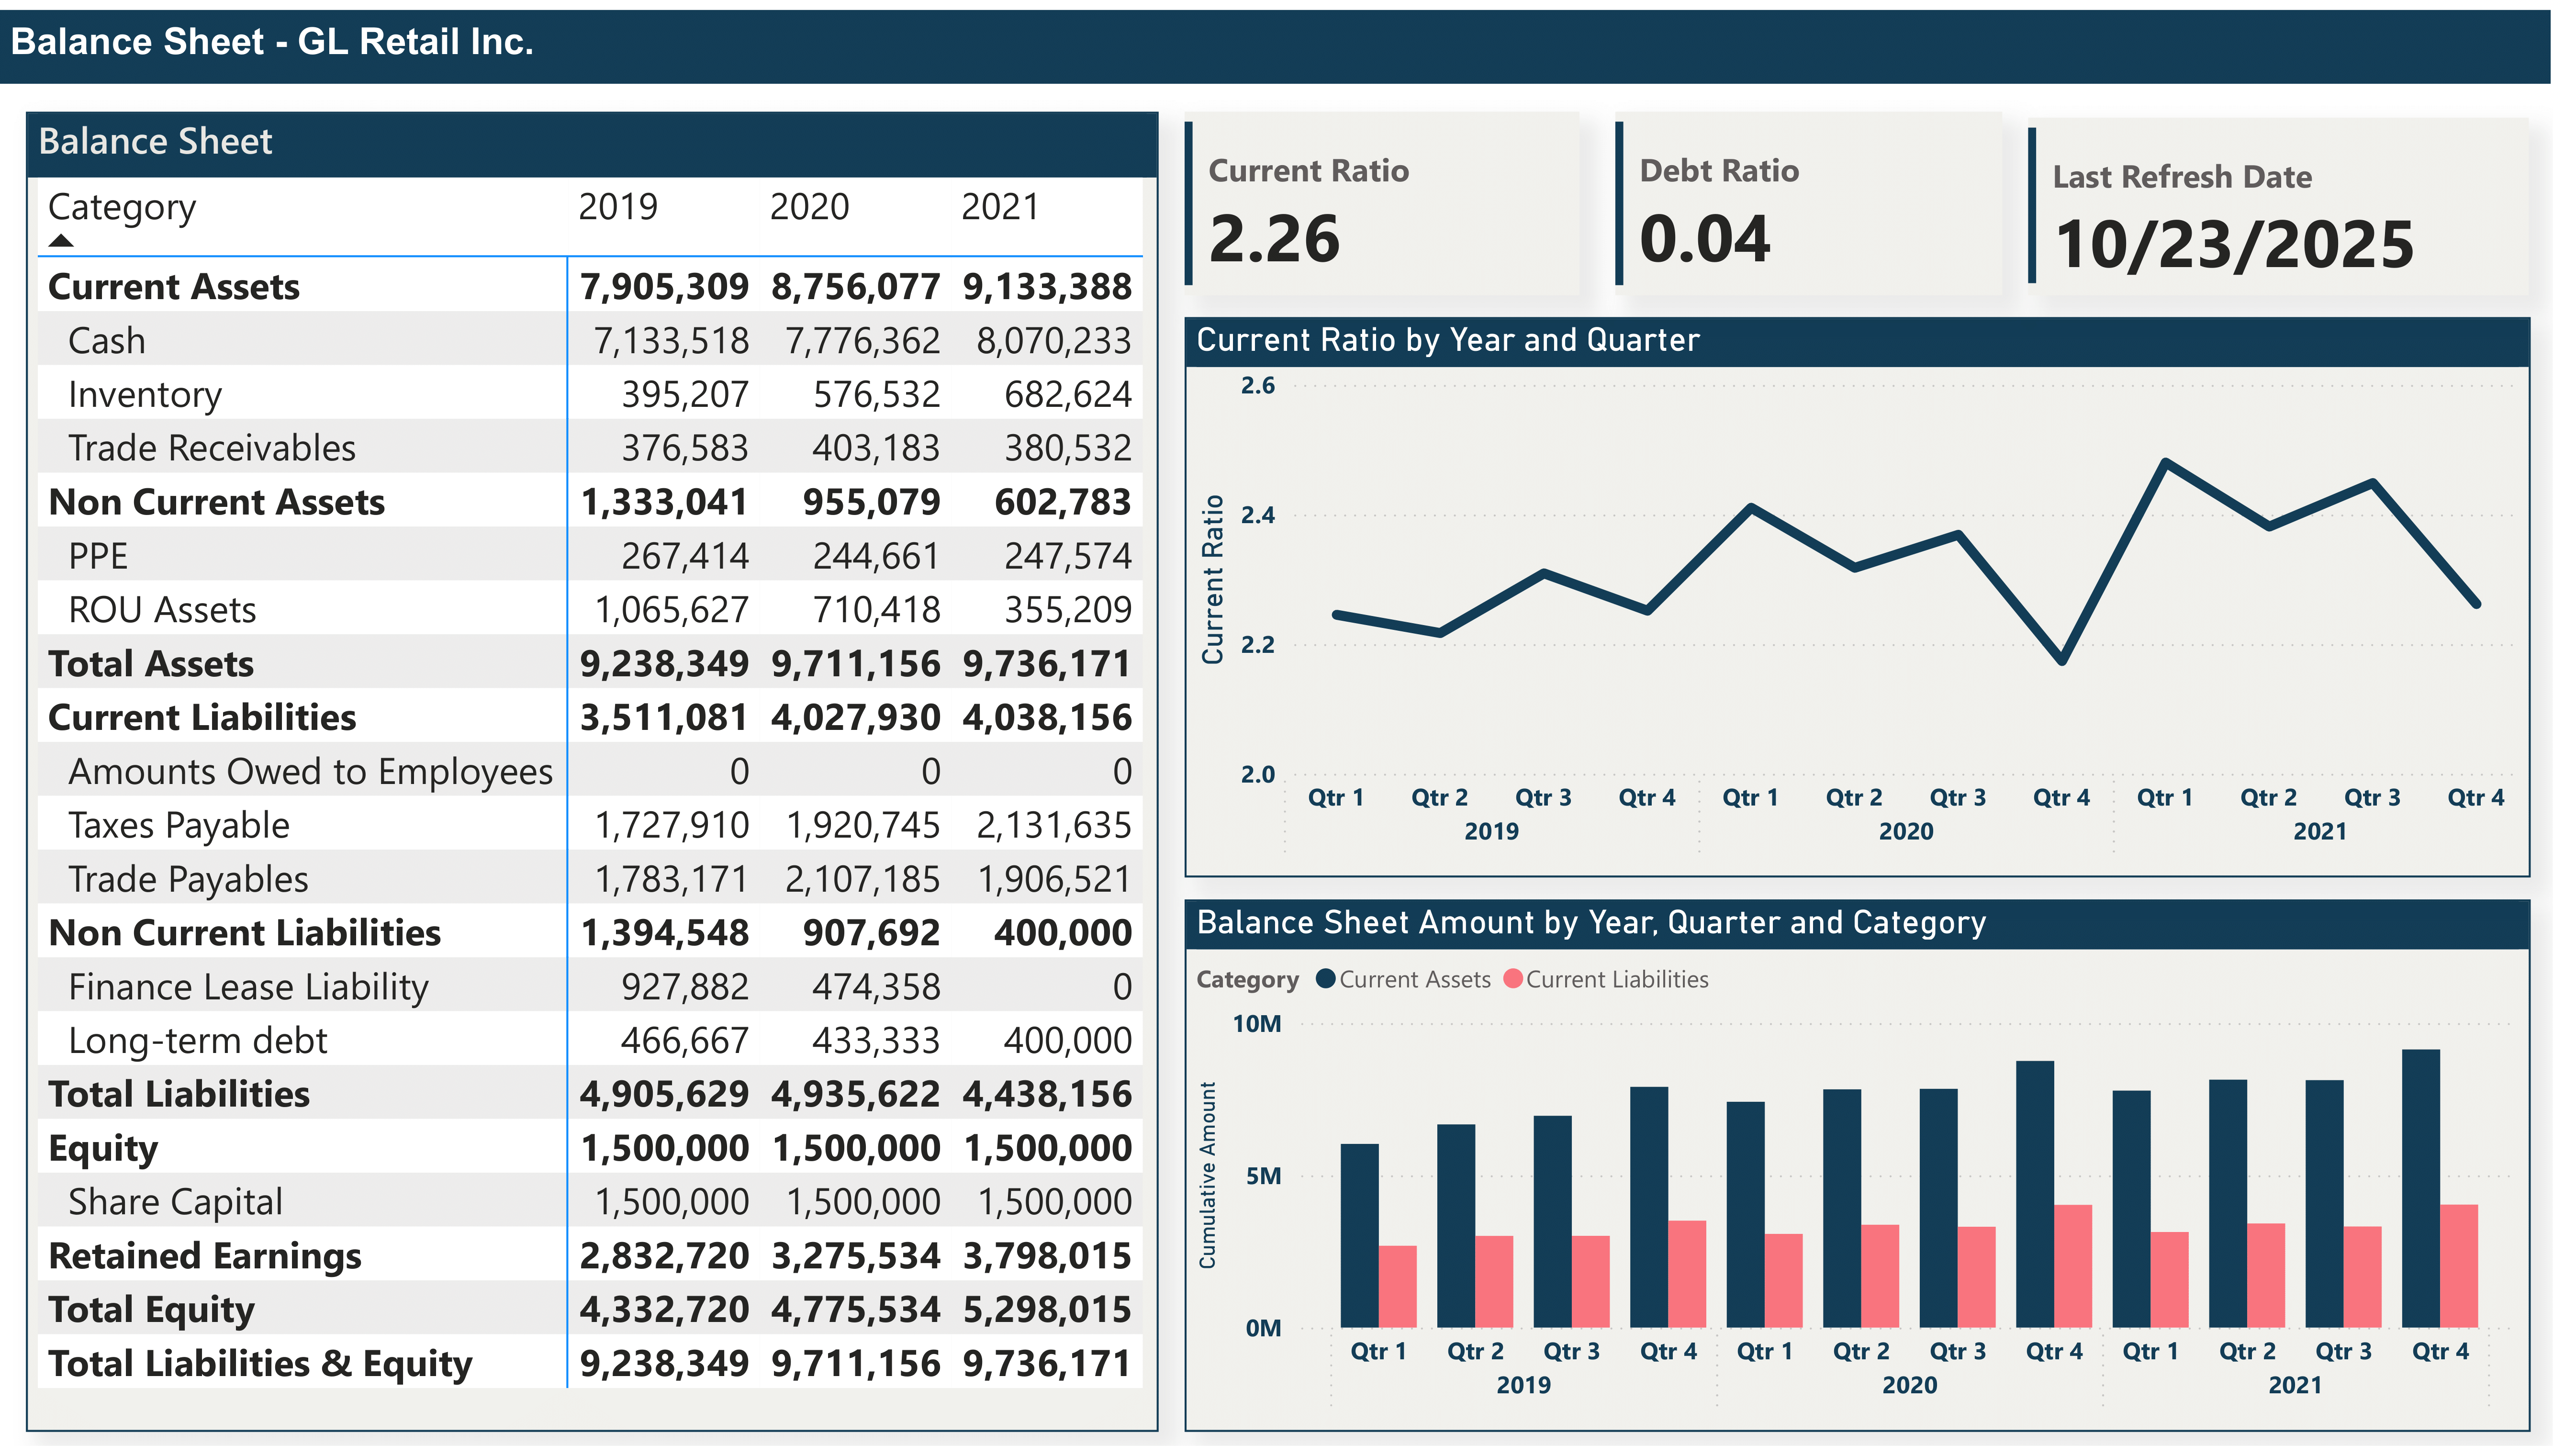 Balance Sheet - GL Retail Inc.
Balance Sheet
Category 2019 2020 2021
Current Assets 7,905,309 8,756,077 9,133,388
Cash 7,133,518 7,776,362 8,070,233
Inventory 395,207 576,532 682,624
Trade Receivables 376,583 403,183 380,532
Non Current Assets 1,333,041 955,079 602,783
PPE 267,414 244,661 247,574
ROU Assets 1,065,627 710,418 355,209
Total Assets 9,238,349 9,711,156 9,736,171
Current Liabilities 3,511,081 4,027,930 4,038,156
Amounts Owed to Employees 0 0 0
Taxes Payable 1,727,910 1,920,745 2,131,635
Trade Payables 1,783,171 2,107,185 1,906,521
Non Current Liabilities 1,394,548 907,692 400,000
Finance Lease Liability 927,882 474,358 0
Long-term debt 466,667 433,333 400,000
Total Liabilities 4,905,629 4,935,622 4,438,156
Equity 1,500,000 1,500,000 1,500,000
Share Capital 1,500,000 1,500,000 1,500,000
Retained Earnings 2,832,720 3,275,534 3,798,015
Total Equity 4,332,720 4,775,534 5,298,015
Total Liabilities & Equity 9,238,349 9,711,156 9,736,171
Current Ratio
2.26
Debt Ratio
0.04
Last Refresh Date
10/23/2025
Current Ratio by Year and Quarter
Current Ratio
2.6
2.4
2.2
2.0
Qtr 1 Qtr 2 Qtr 3 Qtr 4 Qtr 1 Qtr 2 Qtr 3 Qtr 4 Qtr 1 Qtr 2 Qtr 3 Qtr 4
2019 2020 2021
Balance Sheet Amount by Year, Quarter and Category
Category Current Assets Current Liabilities
Cumulative Amount
10M
5M
0M
Qtr 1 Qtr 2 Qtr 3 Qtr 4 Qtr 1 Qtr 2 Qtr 3 Qtr 4 Qtr 1 Qtr 2 Qtr 3 Qtr 4
2019 2020 2021